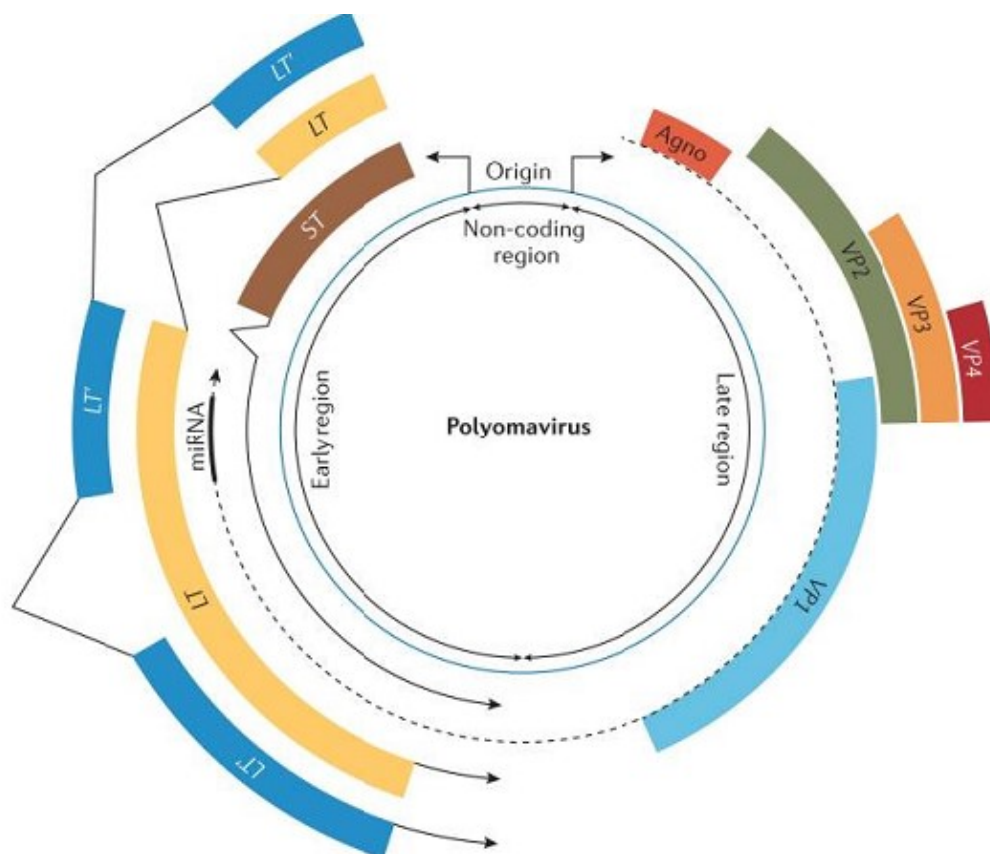 LT'
LT
ST
Origin
Non-coding
region
Agno
VP2
VP3
VP4
LT'
miRNA
Early region
Polyomavirus
Late region
LT
VP1
LT'